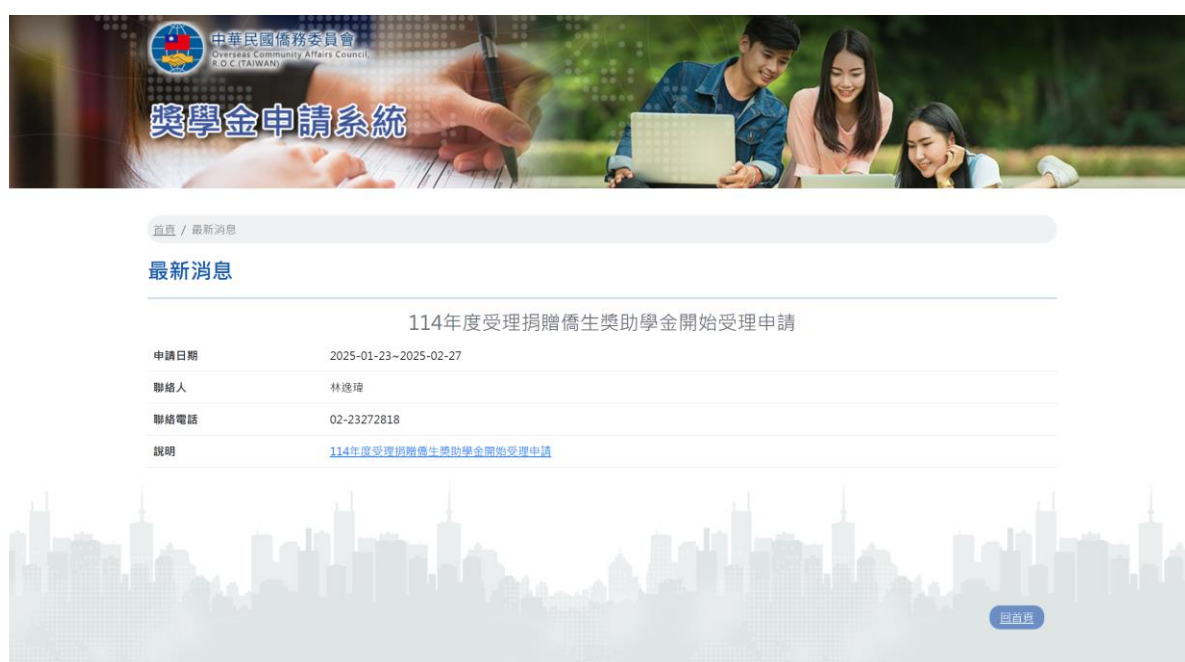 中華民國僑務委員會
Overseas Community Affairs Council,
R.O.C.(TAIWAN)
獎學金申請系統
首頁 / 最新消息
最新消息
114年度受理捐贈僑生獎助學金開始受理申請
申請日期 2025-01-23~2025-02-27
聯絡人 林逸瑋
聯絡電話 02-23272818
說明 114年度受理捐贈僑生獎助學金開始受理申請
回首頁